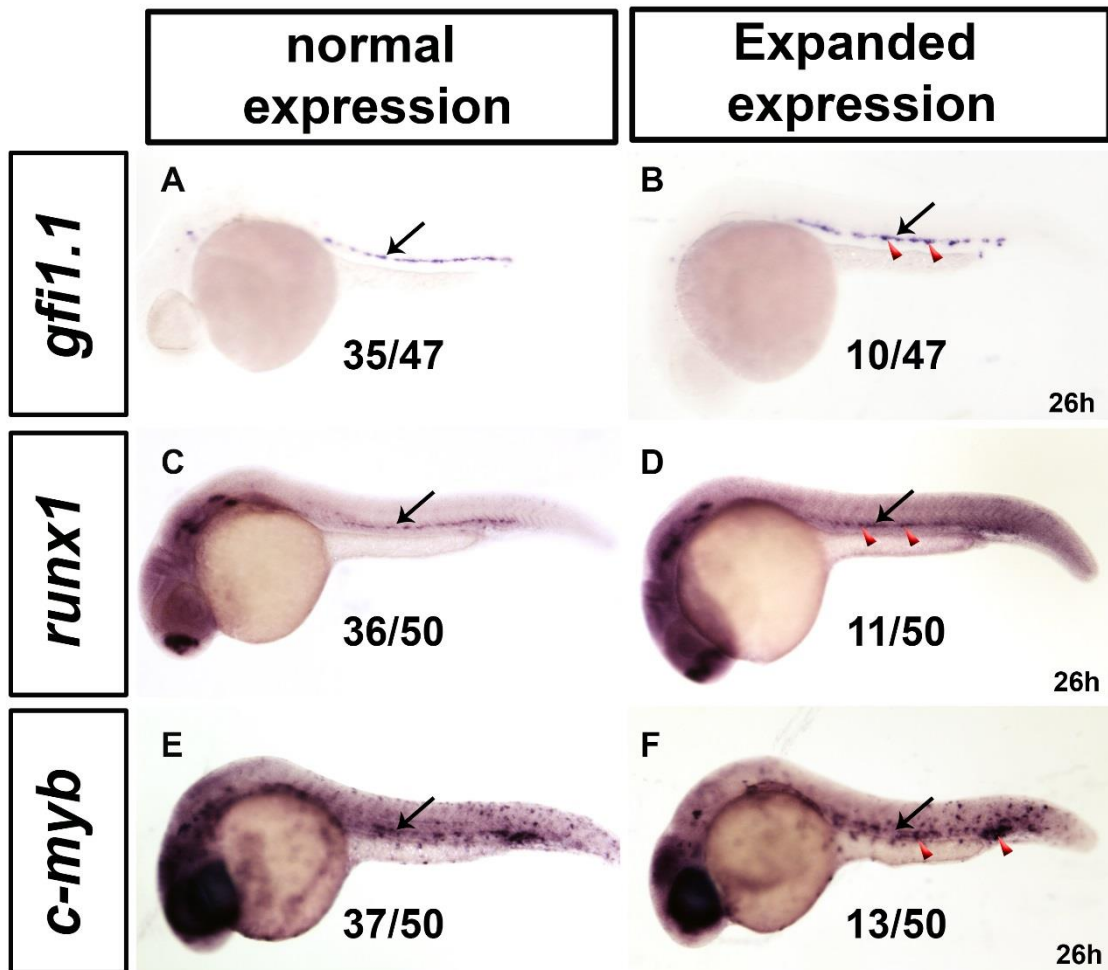 normal
expression
Expanded
expression
gfi1.1
A
35/47
B
10/47
26h
runx1
C
36/50
D
11/50
26h
c-myb
E
37/50
F
13/50
26h